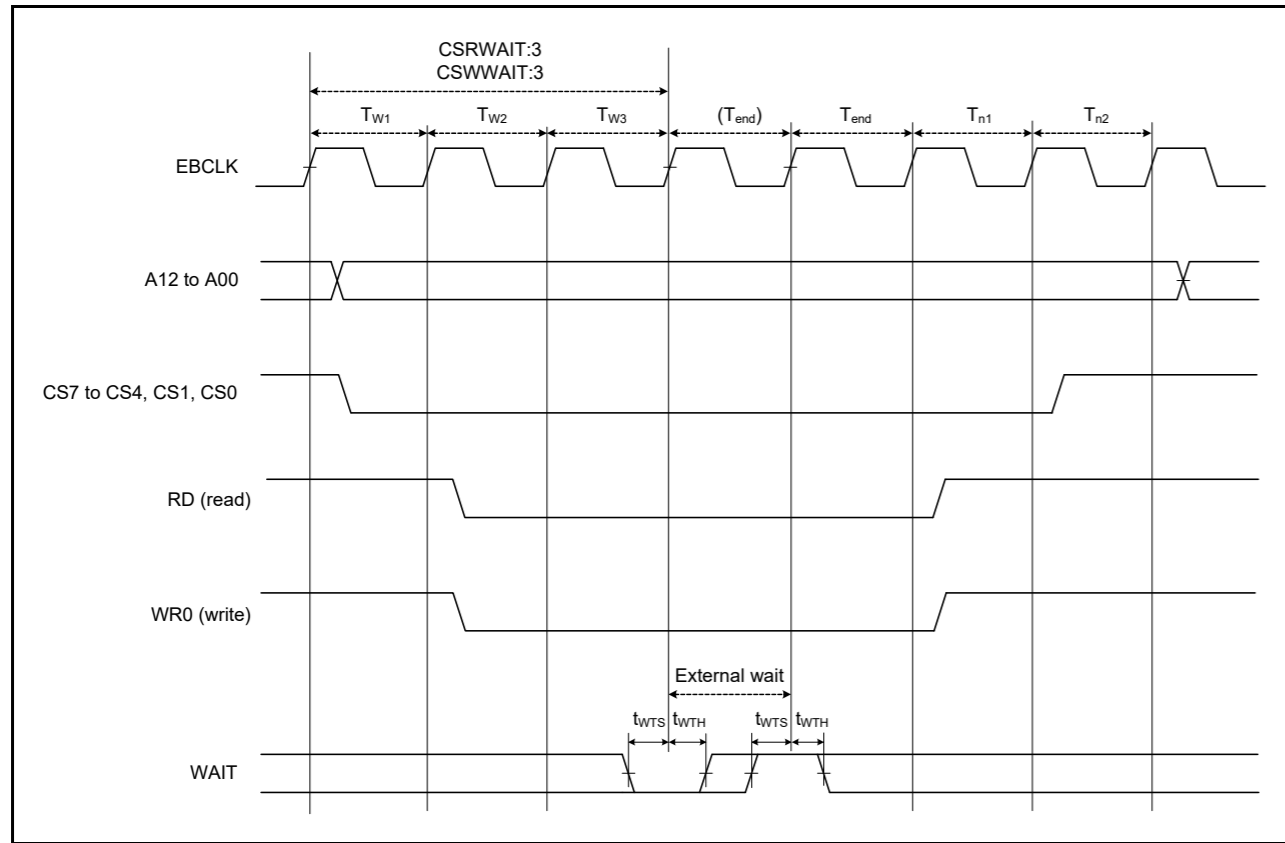 CSRWAIT:3
CSWWAIT:3
TW1 TW2 TW3 (Tend) Tend Tn1 Tn2
EBCLK
A12 to A00
CS7 to CS4, CS1, CS0
RD (read)
WR0 (write)
External wait
tWTS tWTH tWTS tWTH
WAIT